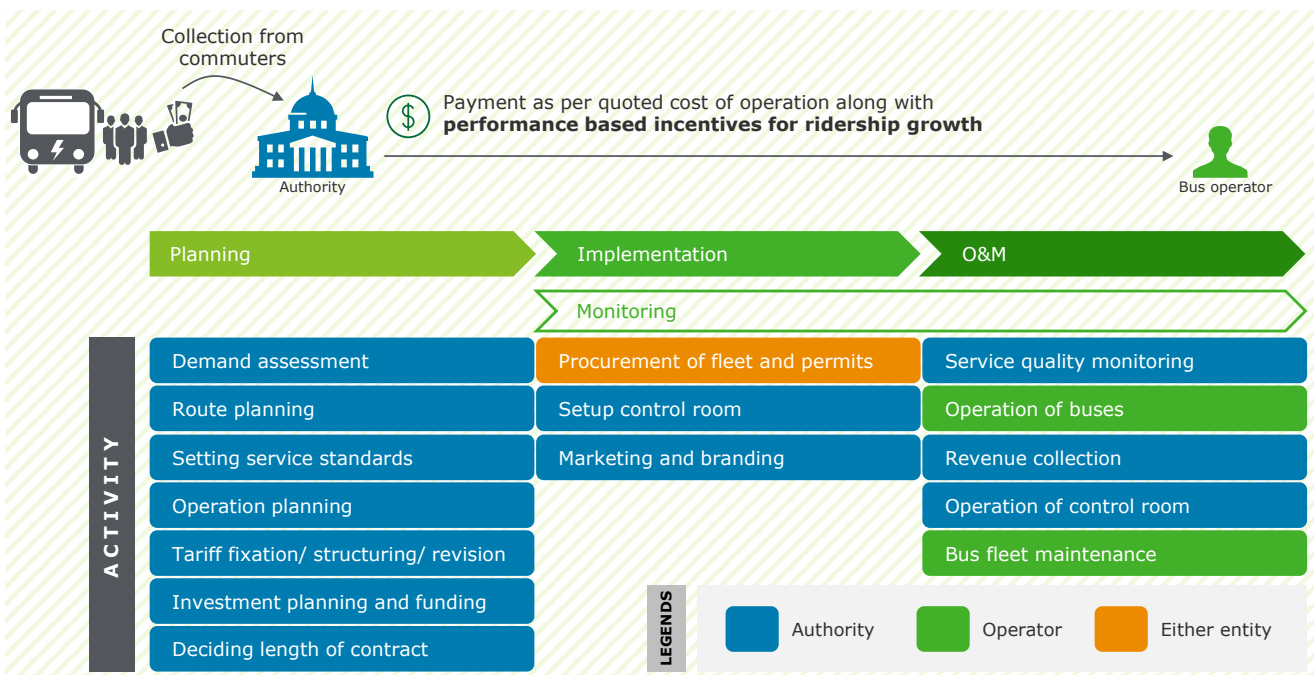 Collection from
commuters
$
Payment as per quoted cost of operation along with
performance based incentives for ridership growth
Authority
Bus operator
Planning
Implementation
O&M
Monitoring
ACTIVITY
Demand assessment
Route planning
Setting service standards
Operation planning
Tariff fixation/ structuring/ revision
Investment planning and funding
Deciding length of contract
Procurement of fleet and permits
Setup control room
Marketing and branding
Service quality monitoring
Operation of buses
Revenue collection
Operation of control room
Bus fleet maintenance
LEGENDS
Authority
Operator
Either entity